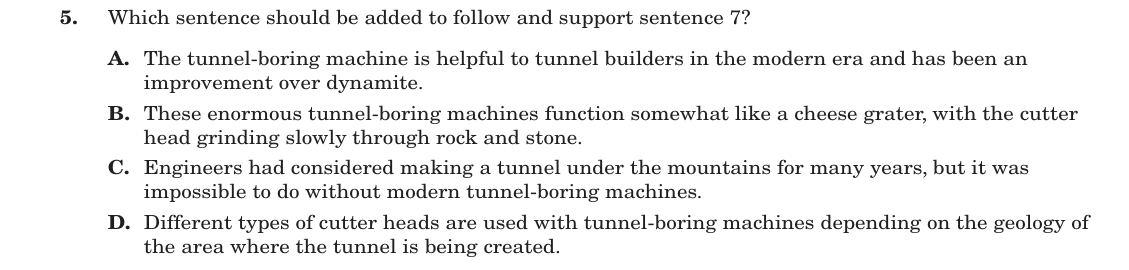 5. Which sentence should be added to follow and support sentence 7?
A. The tunnel-boring machine is helpful to tunnel builders in the modern era and has been an
improvement over dynamite.
B. These enormous tunnel-boring machines function somewhat like a cheese grater, with the cutter
head grinding slowly through rock and stone.
C. Engineers had considered making a tunnel under the mountains for many years, but it was
impossible to do without modern tunnel-boring machines.
D. Different types of cutter heads are used with tunnel-boring machines depending on the geology of
the area where the tunnel is being created.